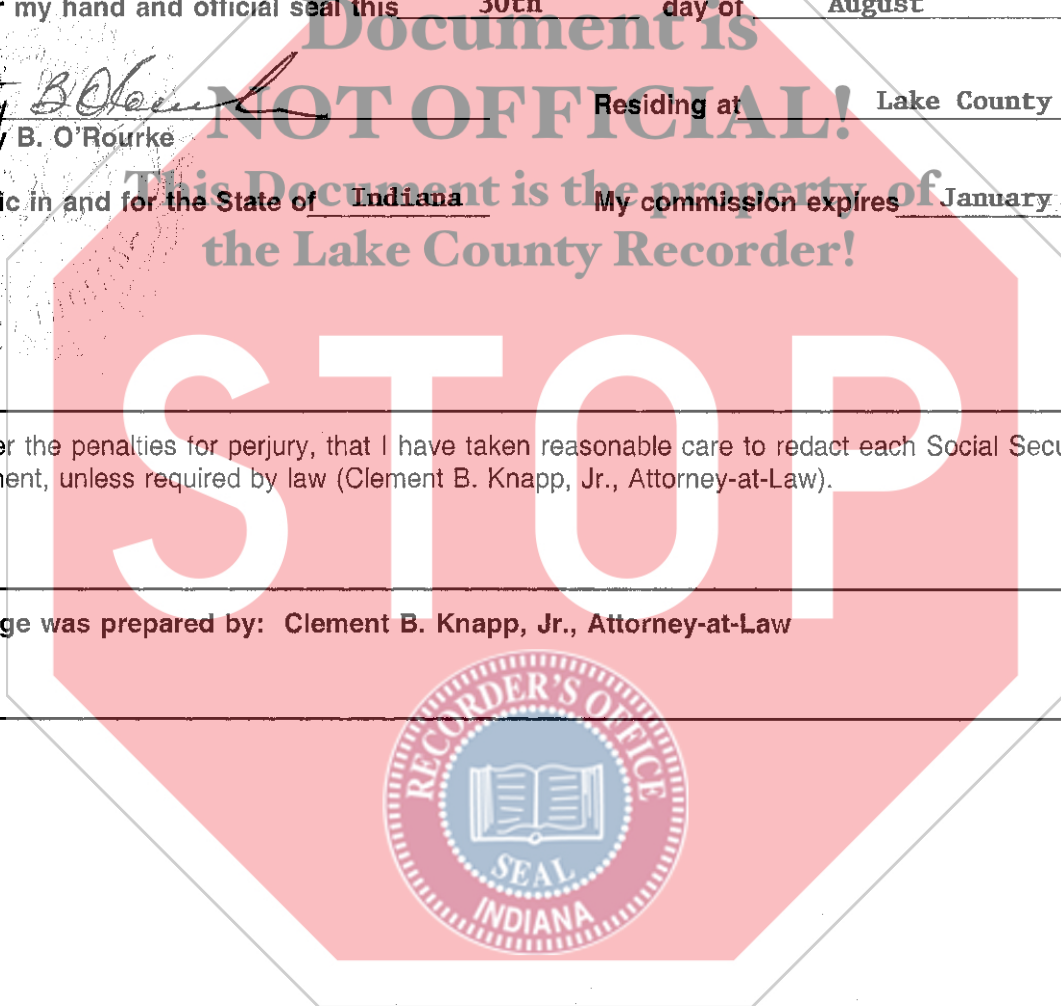 my hand and official seal this 30th day of August
Document is
NOT OFFICIAL!
B. O'Rourke
Residing at Lake County
This Document is the property of
the Lake County Recorder!
in and for the State of Indiana My commission expires January
STOP
the penalties for perjury, that I have taken reasonable care to redact each Social
unless required by law (Clement B. Knapp, Jr., Attorney-at-Law).
was prepared by: Clement B. Knapp, Jr., Attorney-at-Law
RECORDER'S OFFICE
SEAL
INDIANA